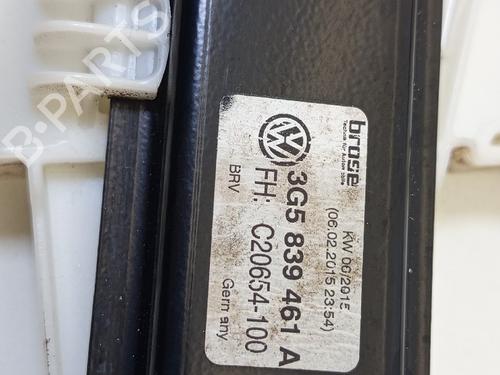 brose
Technik für Automobile
3G5 839 461 A
FH: C20654-100
BRV
Germany
KW 06/2015
(06.02.2015 23:54)
B-PARTS